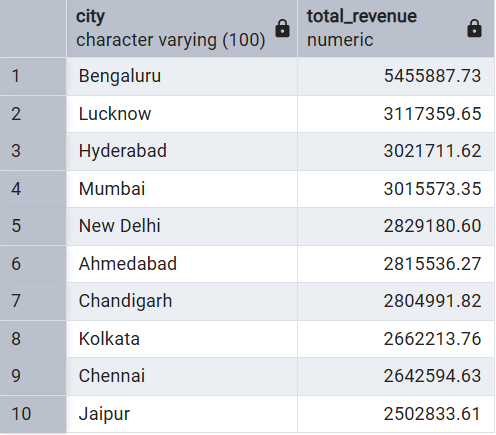 city total_revenue
character varying (100) numeric
1 Bengaluru 5455887.73
2 Lucknow 3117359.65
3 Hyderabad 3021711.62
4 Mumbai 3015573.35
5 New Delhi 2829180.60
6 Ahmedabad 2815536.27
7 Chandigarh 2804991.82
8 Kolkata 2662213.76
9 Chennai 2642594.63
10 Jaipur 2502833.61